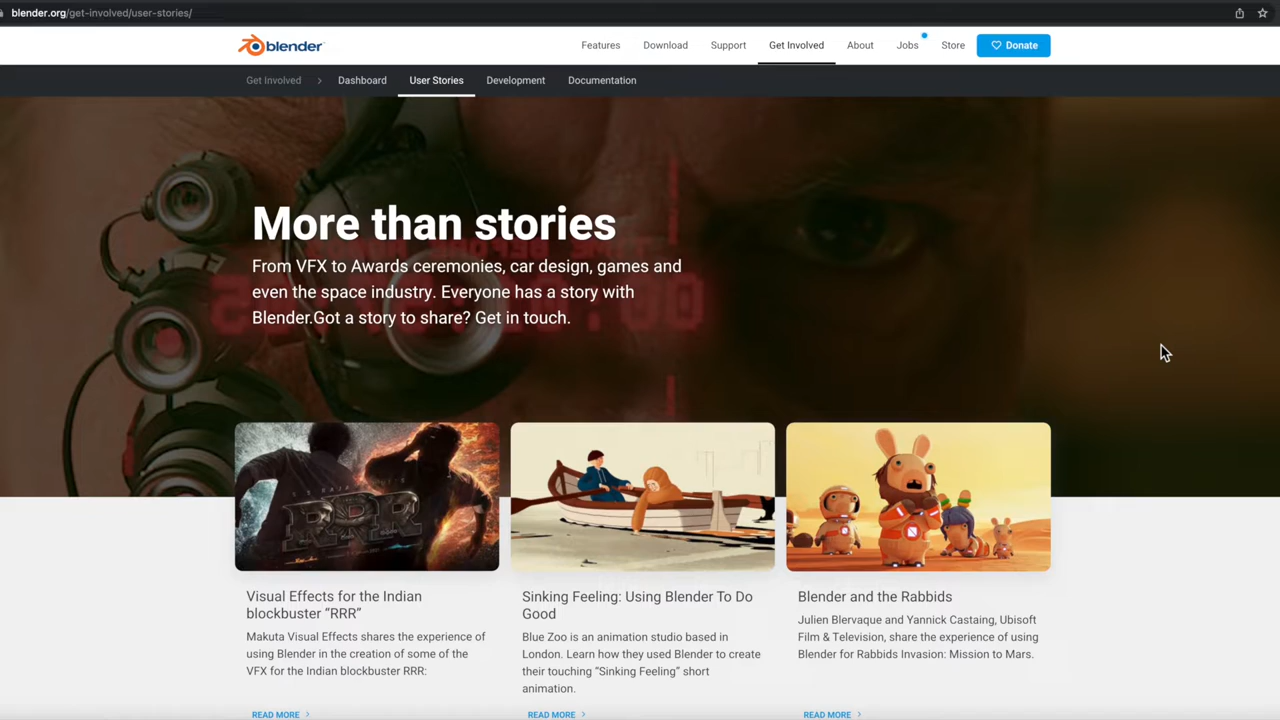 blender.org/get-involved/user-stories/
blender
Features
Download
Support
Get Involved
About
Jobs
Store
Donate
Get Involved
Dashboard
User Stories
Development
Documentation
More than stories
From VFX to Awards ceremonies, car design, games and
even the space industry. Everyone has a story with
Blender.Got a story to share? Get in touch.
RRR
Visual Effects for the Indian
blockbuster “RRR”
Makuta Visual Effects shares the experience of
using Blender in the creation of some of the
VFX for the Indian blockbuster RRR:
READ MORE
Sinking Feeling: Using Blender To Do
Good
Blue Zoo is an animation studio based in
London. Learn how they used Blender to create
their touching “Sinking Feeling” short
animation.
READ MORE
Blender and the Rabbids
Julien Blervaque and Yannick Castaing, Ubisoft
Film & Television, share the experience of using
Blender for Rabbids Invasion: Mission to Mars.
READ MORE